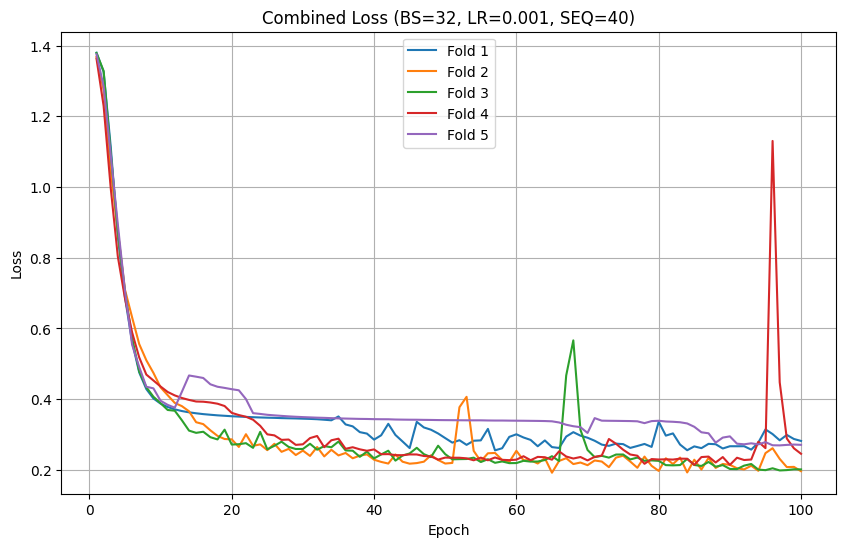 Combined Loss (BS=32, LR=0.001, SEQ=40)
Fold 1
Fold 2
Fold 3
Fold 4
Fold 5
Loss
1.4
1.2
1.0
0.8
0.6
0.4
0.2
0 20 40 60 80 100
Epoch